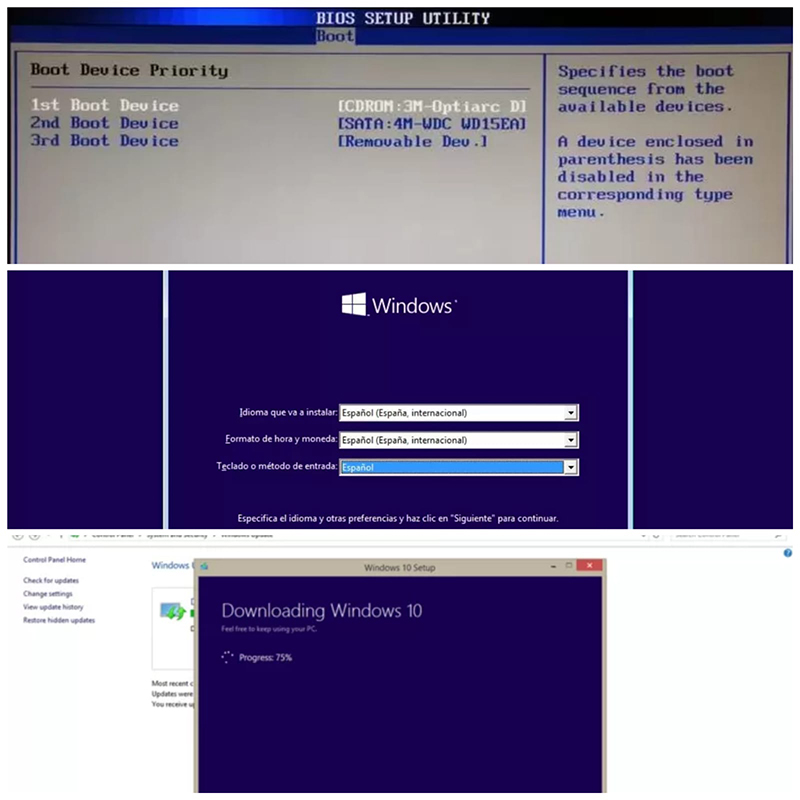 BIOS SETUP UTILITY
Boot
Boot Device Priority
1st Boot Device [CDROM:3M-Optiarc D]
2nd Boot Device [SATA:4M-WDC WD15EA]
3rd Boot Device [Removable Dev.]
Specifies the boot
sequence from the
available devices.
A device enclosed in
parenthesis has been
disabled in the
corresponding type
menu.
Windows
Idioma que va a instalar: Español (España, internacional)
Formato de hora y moneda: Español (España, internacional)
Teclado o método de entrada: Español
Especifica el idioma y otras preferencias y haz clic en "Siguiente" para continuar.
Control Panel Home
Check for updates
Change settings
View update history
Restore hidden updates
Windows
Most recent
Updates were
You receive
Windows 10 Setup
Downloading Windows 10
Feel free to keep using your PC.
Progress: 75%